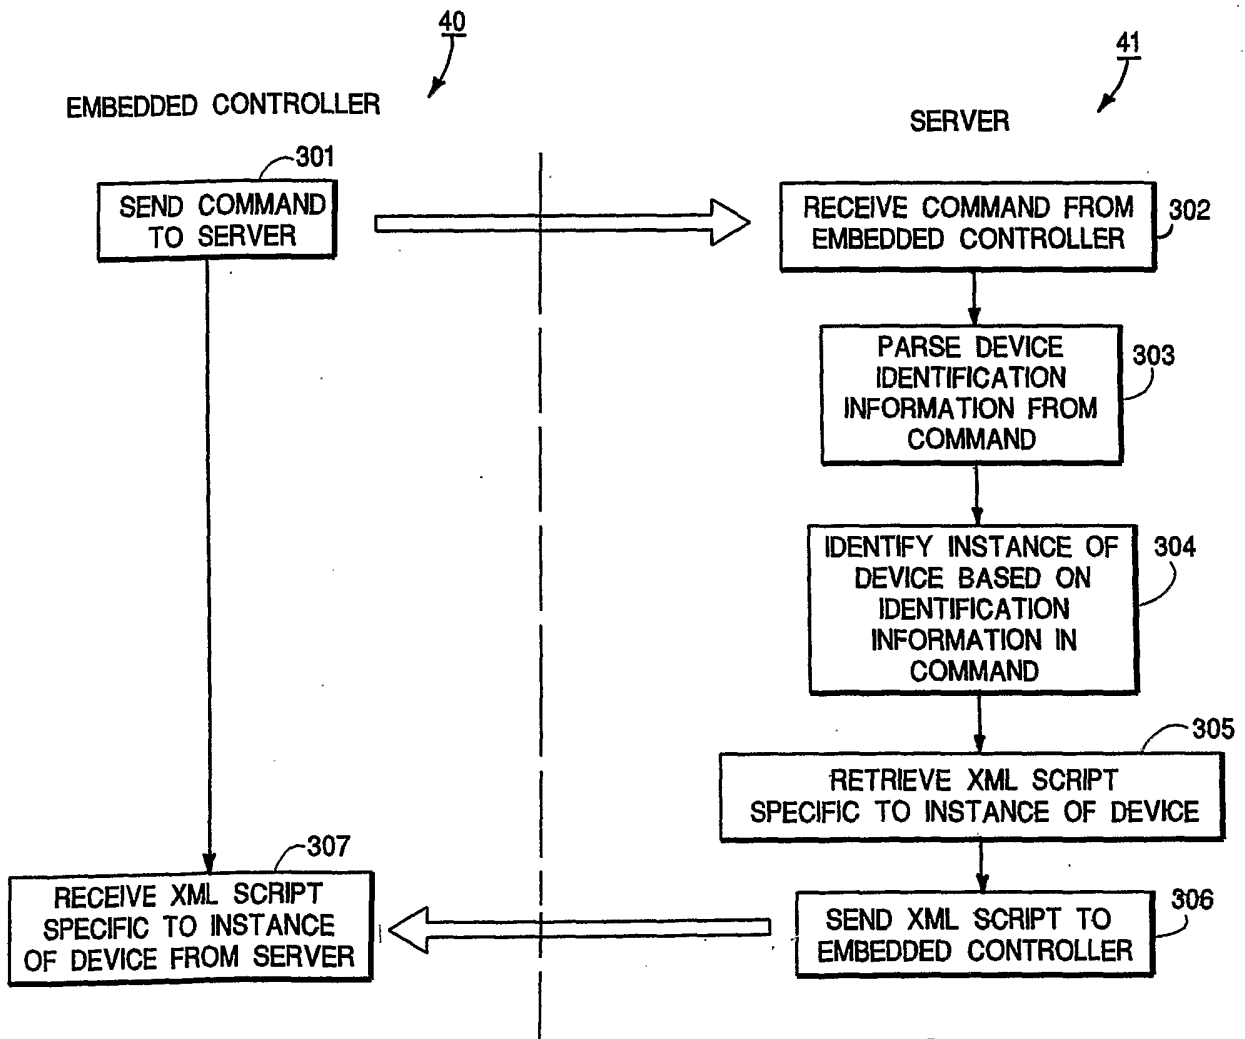 40
41
EMBEDDED CONTROLLER
SERVER
301
SEND COMMAND
TO SERVER
RECEIVE COMMAND FROM
EMBEDDED CONTROLLER
302
PARSE DEVICE
IDENTIFICATION
INFORMATION FROM
COMMAND
303
IDENTIFY INSTANCE OF
DEVICE BASED ON
IDENTIFICATION
INFORMATION IN
COMMAND
304
305
RETRIEVE XML SCRIPT
SPECIFIC TO INSTANCE OF DEVICE
307
RECEIVE XML SCRIPT
SPECIFIC TO INSTANCE
OF DEVICE FROM SERVER
SEND XML SCRIPT TO
EMBEDDED CONTROLLER
306